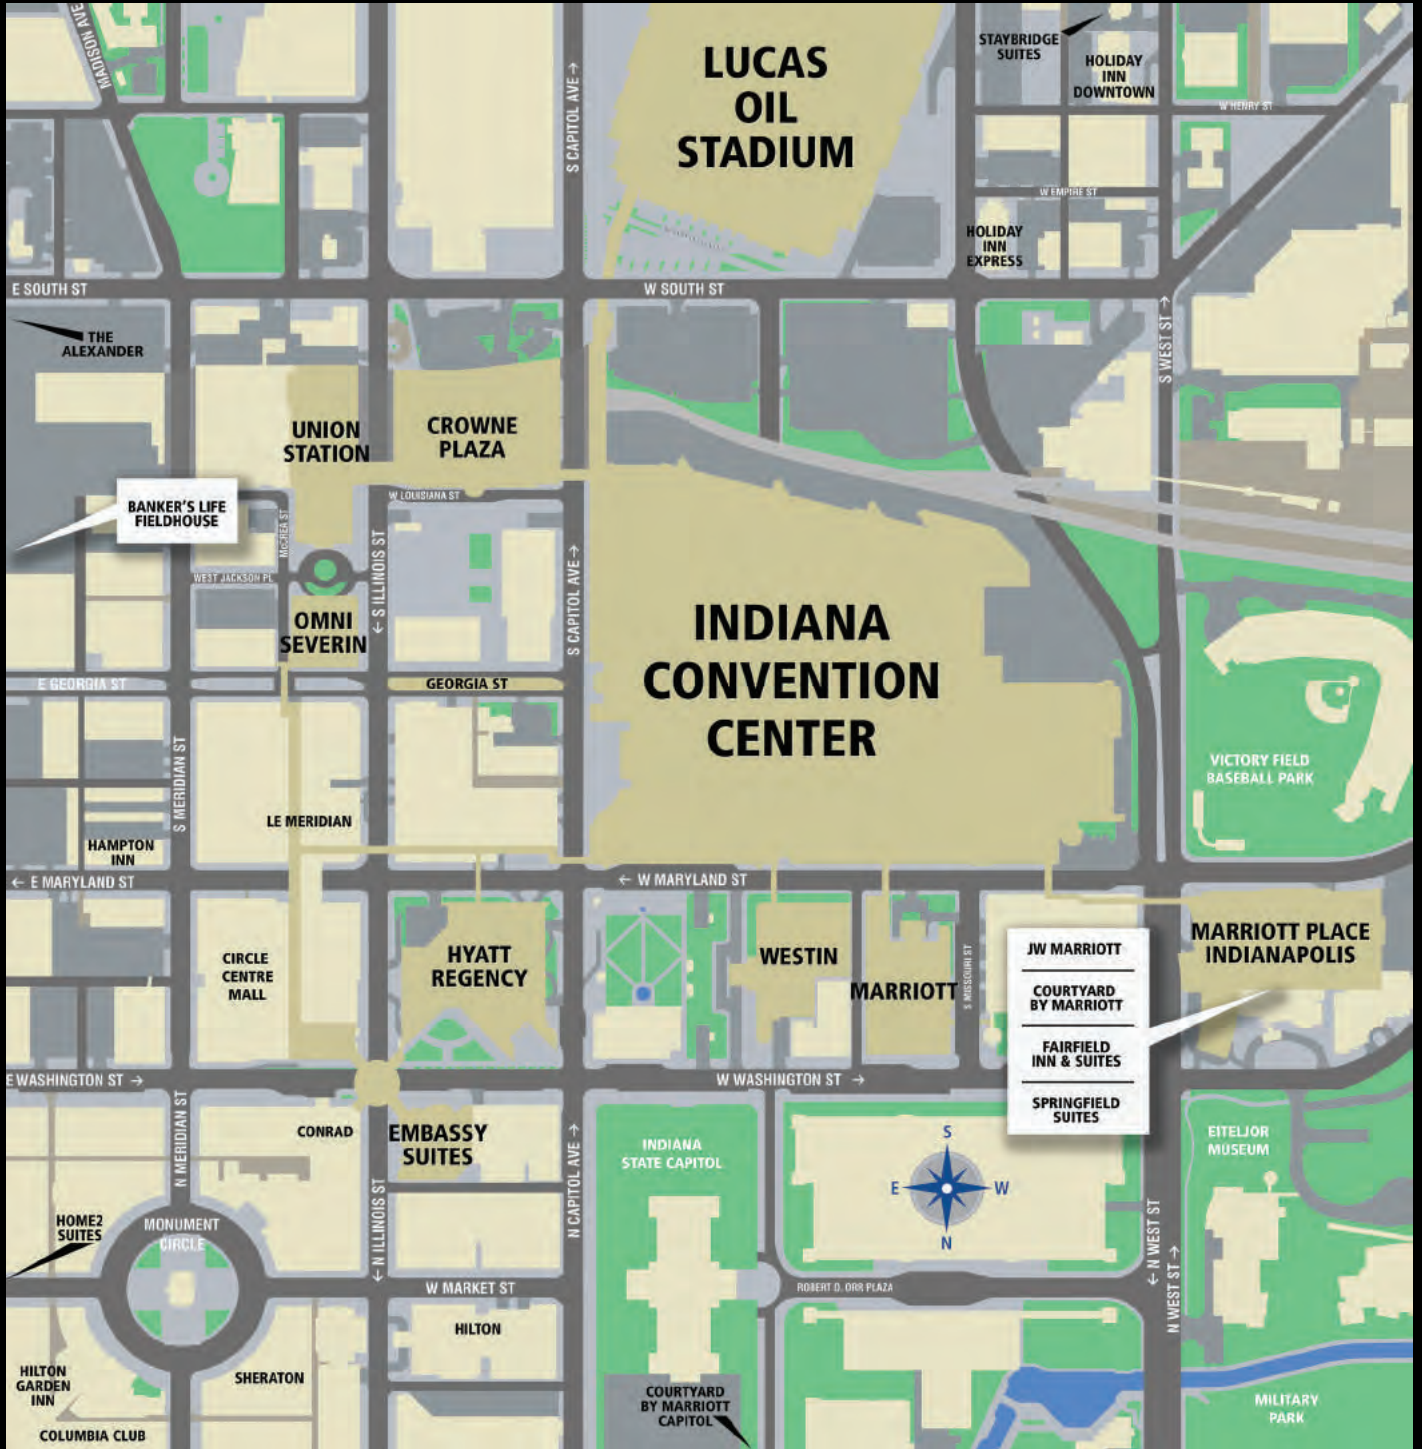 MADISON AVE
S CAPITOL AVE →
LUCAS
OIL
STADIUM
STAYBRIDGE
SUITES
HOLIDAY
INN
DOWNTOWN
W HENRY ST
W EMPIRE ST
HOLIDAY
INN
EXPRESS
E SOUTH ST
W SOUTH ST
THE
ALEXANDER
S WEST ST →
UNION
STATION
CROWNE
PLAZA
W LOUISIANA ST
BANKER'S LIFE
FIELDHOUSE
McCREA ST
WEST JACKSON PL
← S ILLINOIS ST
S CAPITOL AVE →
OMNI
SEVERIN
INDIANA
CONVENTION
CENTER
E GEORGIA ST
GEORGIA ST
S MERIDIAN ST
VICTORY FIELD
BASEBALL PARK
LE MERIDIAN
HAMPTON
INN
← E MARYLAND ST
← W MARYLAND ST
CIRCLE
CENTRE
MALL
HYATT
REGENCY
WESTIN
MARRIOTT
S MISSOURI ST
JW MARRIOTT
COURTYARD
BY MARRIOTT
FAIRFIELD
INN & SUITES
SPRINGFIELD
SUITES
MARRIOTT PLACE
INDIANAPOLIS
E WASHINGTON ST →
W WASHINGTON ST →
N MERIDIAN ST
CONRAD
EMBASSY
SUITES
N CAPITOL AVE →
INDIANA
STATE CAPITOL
S
E
W
N
EITELJOR
MUSEUM
HOME2
SUITES
MONUMENT
CIRCLE
← N ILLINOIS ST
← N WEST ST
N WEST ST →
W MARKET ST
ROBERT D. ORR PLAZA
HILTON
HILTON
GARDEN
INN
SHERATON
COURTYARD
BY MARRIOTT
CAPITOL
MILITARY
PARK
COLUMBIA CLUB